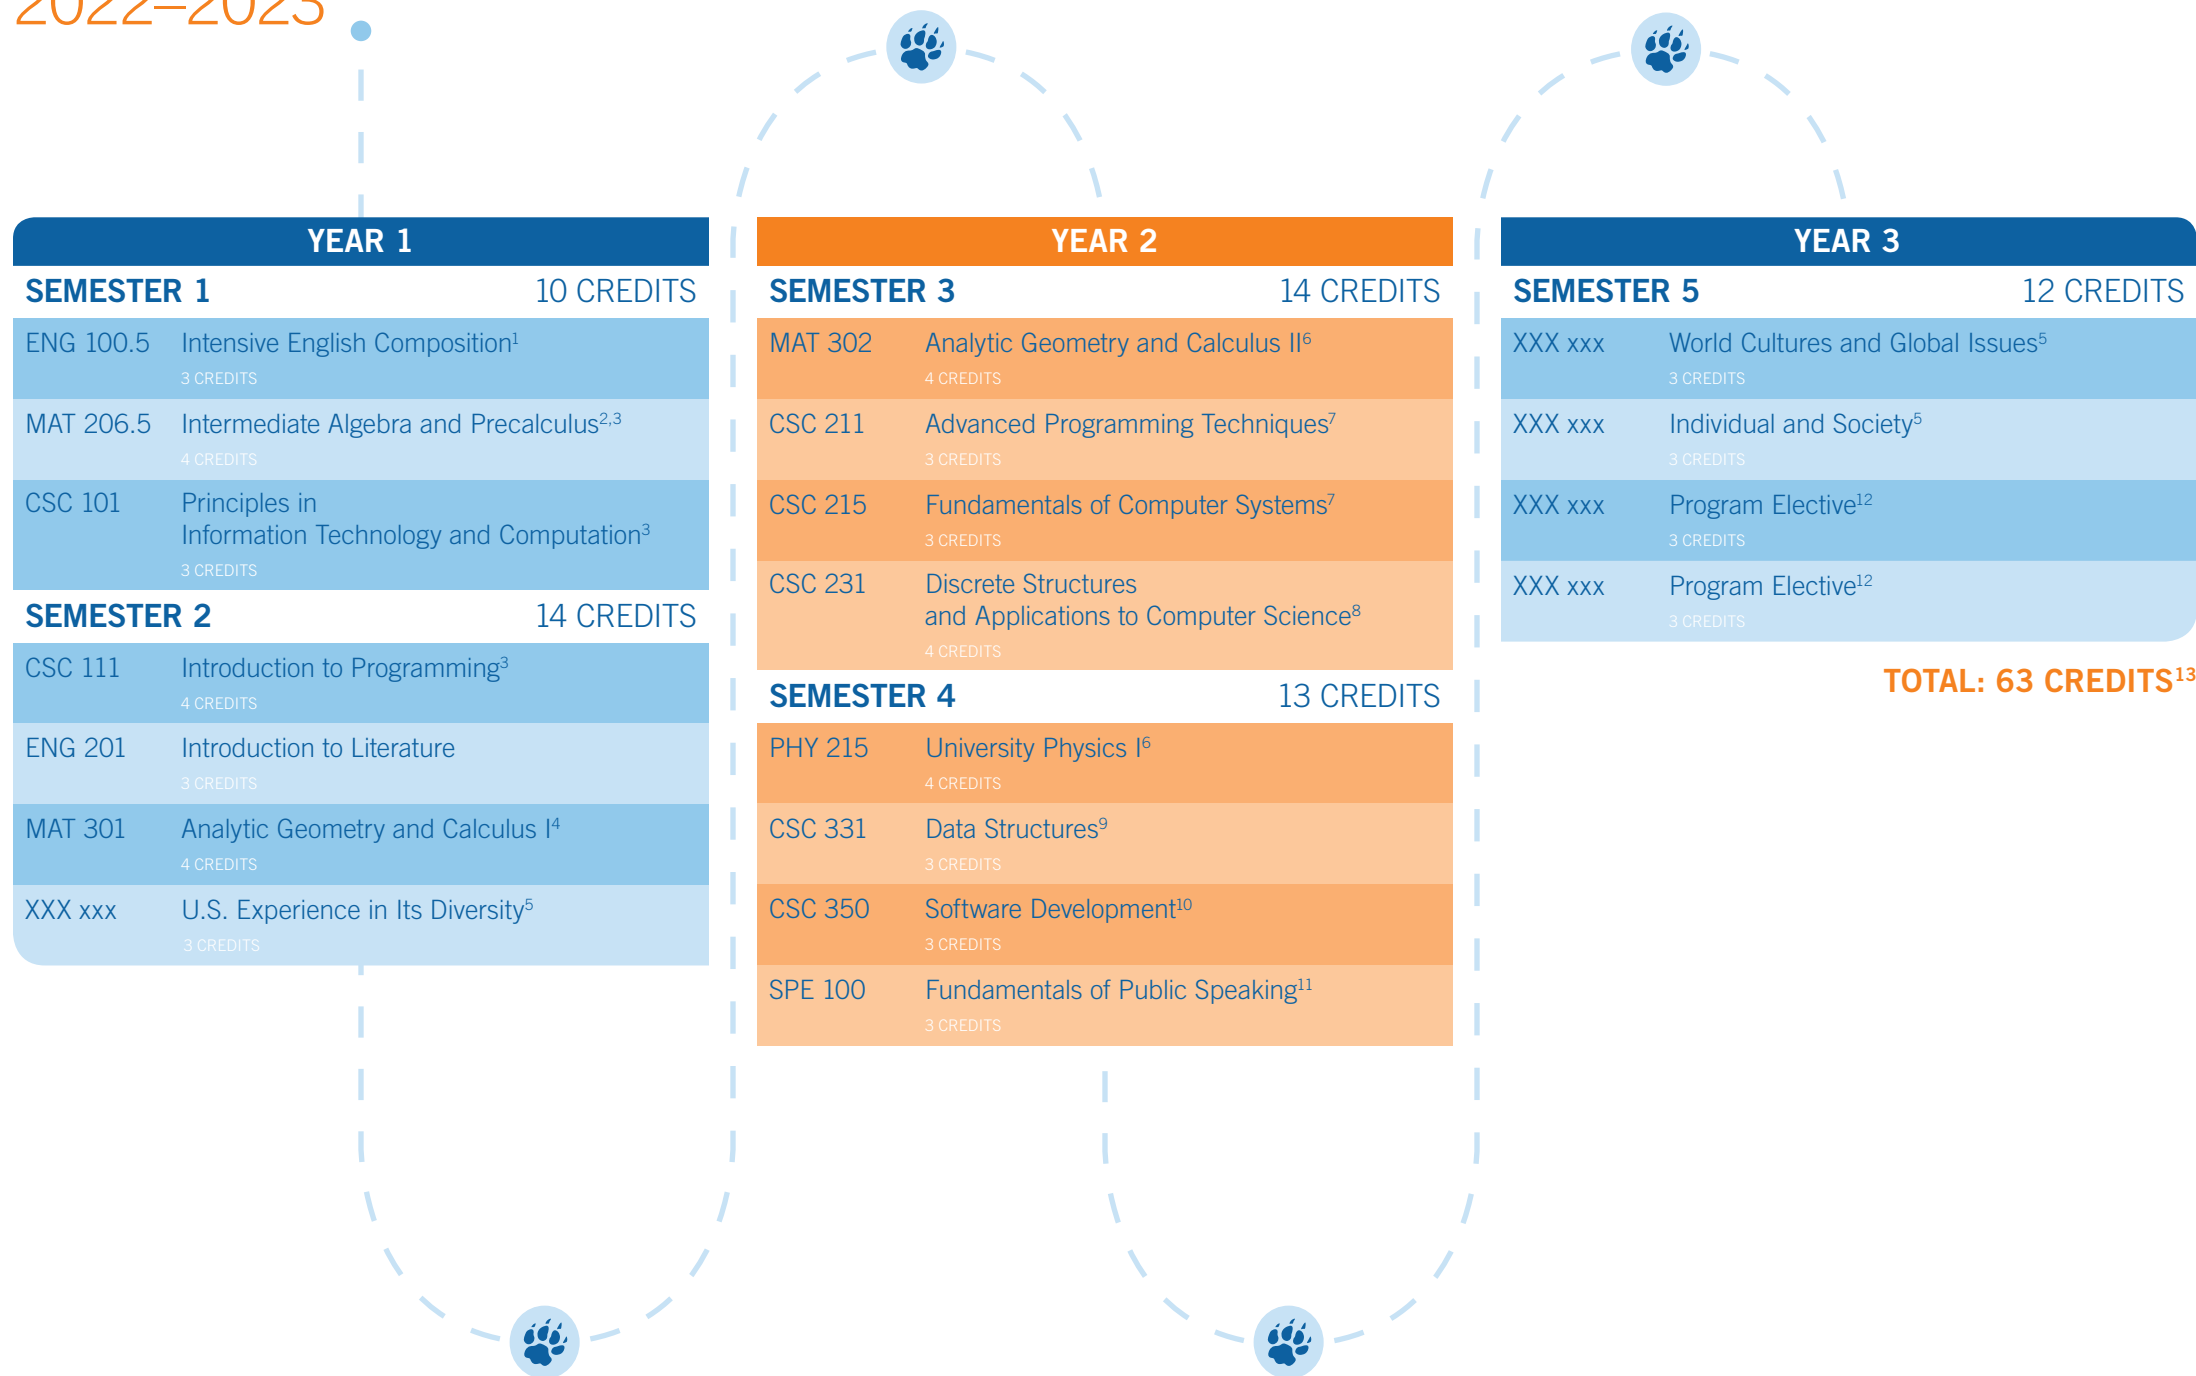 2022–2023
YEAR 1
SEMESTER 1 10 CREDITS
ENG 100.5 Intensive English Composition¹
3 CREDITS
MAT 206.5 Intermediate Algebra and Precalculus²,³
4 CREDITS
CSC 101 Principles in
Information Technology and Computation³
3 CREDITS
SEMESTER 2 14 CREDITS
CSC 111 Introduction to Programming³
4 CREDITS
ENG 201 Introduction to Literature
3 CREDITS
MAT 301 Analytic Geometry and Calculus I⁴
4 CREDITS
XXX xxx U.S. Experience in Its Diversity⁵
3 CREDITS
YEAR 2
SEMESTER 3 14 CREDITS
MAT 302 Analytic Geometry and Calculus II⁶
4 CREDITS
CSC 211 Advanced Programming Techniques⁷
3 CREDITS
CSC 215 Fundamentals of Computer Systems⁷
3 CREDITS
CSC 231 Discrete Structures
and Applications to Computer Science⁸
4 CREDITS
SEMESTER 4 13 CREDITS
PHY 215 University Physics I⁶
4 CREDITS
CSC 331 Data Structures⁹
3 CREDITS
CSC 350 Software Development¹⁰
3 CREDITS
SPE 100 Fundamentals of Public Speaking¹¹
3 CREDITS
YEAR 3
SEMESTER 5 12 CREDITS
XXX xxx World Cultures and Global Issues⁵
3 CREDITS
XXX xxx Individual and Society⁵
3 CREDITS
XXX xxx Program Elective¹²
3 CREDITS
XXX xxx Program Elective¹²
3 CREDITS
TOTAL: 63 CREDITS¹³